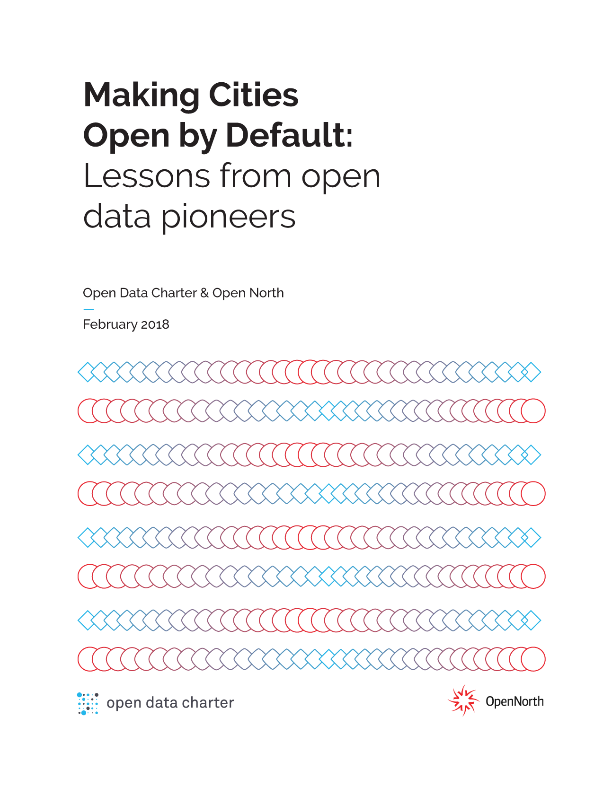 Making Cities
Open by Default:
Lessons from open
data pioneers
Open Data Charter & Open North
—
February 2018
open data charter
OpenNorth